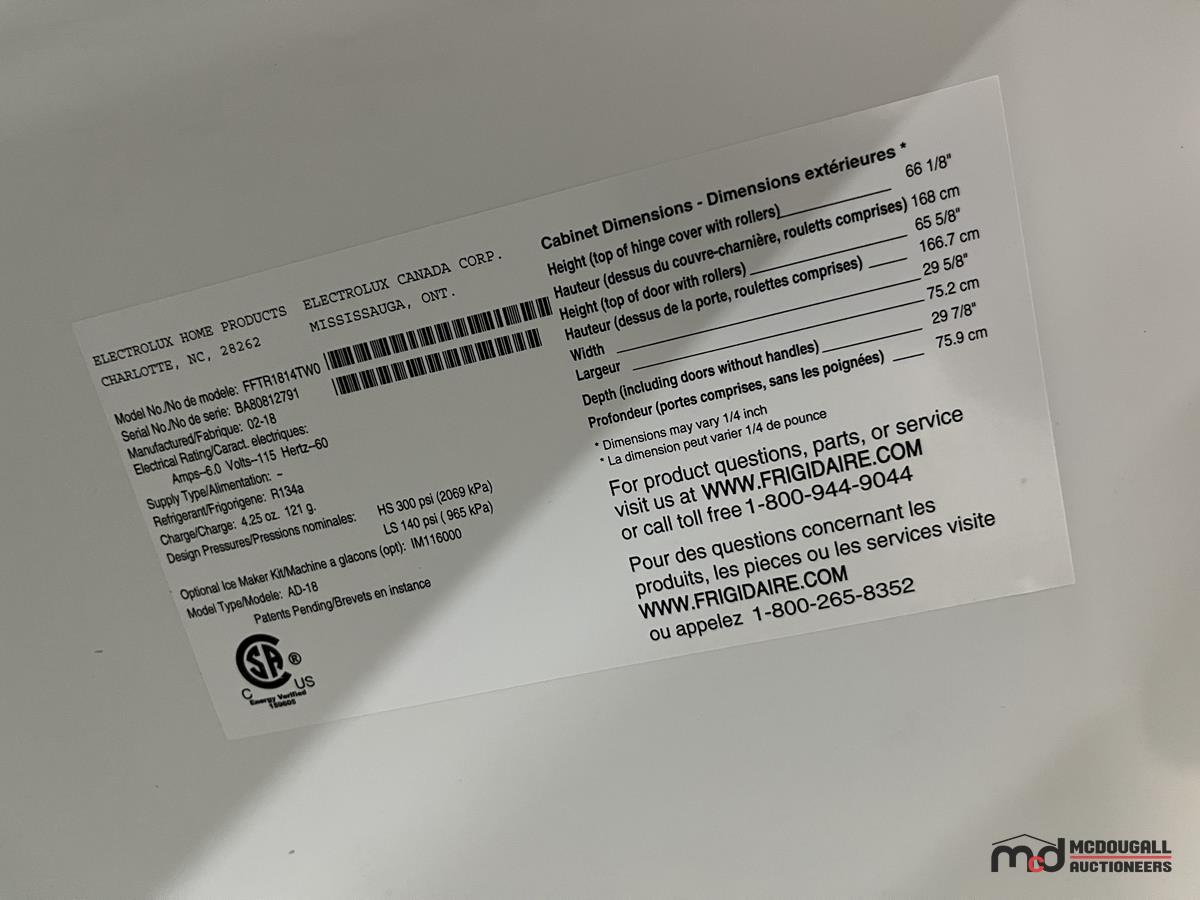 ELECTROLUX HOME PRODUCTS ELECTROLUX CANADA CORP.
CHARLOTTE, NC, 28262 MISSISSAUGA, ONT.
Model No./No de modele: FFTR1814TW0
Serial No./No de serie: BA80812791
Manufactured/Fabrique: 02-18
Electrical Rating/Caract. electriques:
Amps–6.0 Volts–115 Hertz–60
Supply Type/Alimentation: –
Refrigerant/Frigorigene: R134a
Charge/Charge: 4.25 oz. 121 g.
Design Pressures/Pressions nominales: HS 300 psi (2069 kPa)
LS 140 psi ( 965 kPa)
Optional Ice Maker Kit/Machine a glacons (opt): IM116000
Model Type/Modele: AD-18
Patents Pending/Brevets en instance
CSA ®
C US
Energy Verified
Cabinet Dimensions - Dimensions extérieures *
Height (top of hinge cover with rollers) 66 1/8"
Hauteur (dessus du couvre-charnière, rouletts comprises) 168 cm
Height (top of door with rollers) 65 5/8"
Hauteur (dessus de la porte, roulettes comprises) 166.7 cm
Width 29 5/8"
Largeur 75.2 cm
Depth (including doors without handles) 29 7/8"
Profondeur (portes comprises, sans les poignées) 75.9 cm
* Dimensions may vary 1/4 inch
* La dimension peut varier 1/4 de pounce
For product questions, parts, or service
visit us at WWW.FRIGIDAIRE.COM
or call toll free 1-800-944-9044
Pour des questions concernant les
produits, les pieces ou les services visite
WWW.FRIGIDAIRE.COM
ou appelez 1-800-265-8352
mcd MCDOUGALL
AUCTIONEERS